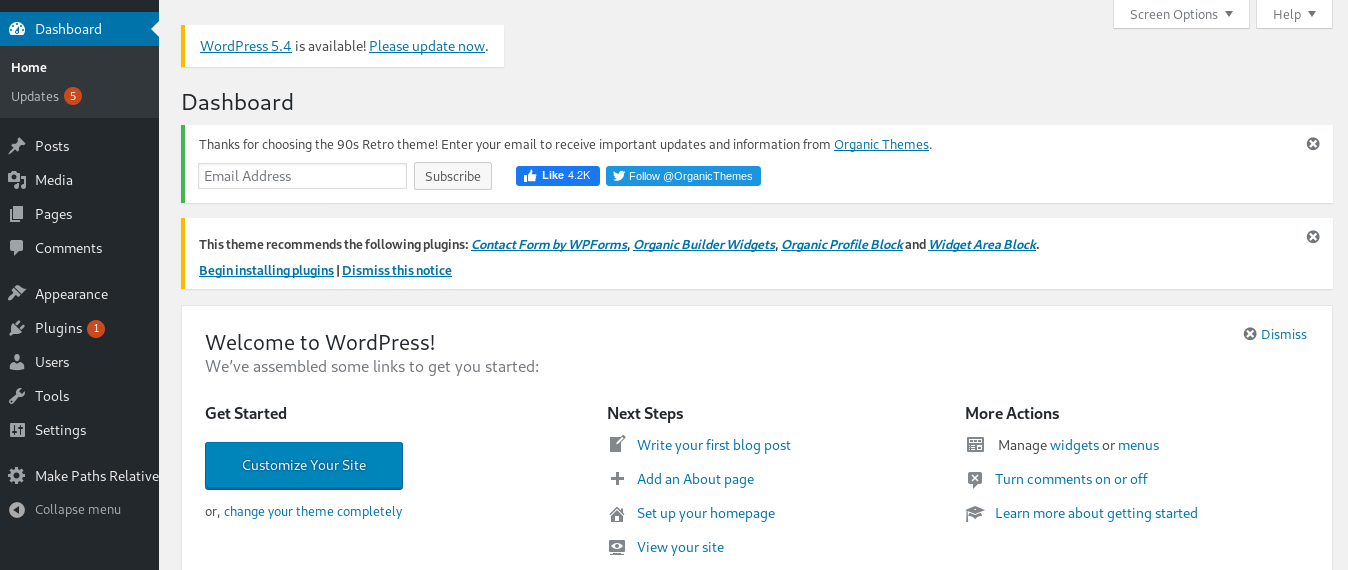 Dashboard
Home
Updates 5
Posts
Media
Pages
Comments
Appearance
Plugins 1
Users
Tools
Settings
Make Paths Relative
Collapse menu
Screen Options
Help
WordPress 5.4 is available! Please update now.
Dashboard
Thanks for choosing the 90s Retro theme! Enter your email to receive important updates and information from Organic Themes.
Email Address
Subscribe
Like 4.2K
Follow @OrganicThemes
This theme recommends the following plugins: Contact Form by WPForms, Organic Builder Widgets, Organic Profile Block and Widget Area Block.
Begin installing plugins | Dismiss this notice
Welcome to WordPress!
Dismiss
We've assembled some links to get you started:
Get Started
Customize Your Site
or, change your theme completely
Next Steps
Write your first blog post
Add an About page
Set up your homepage
View your site
More Actions
Manage widgets or menus
Turn comments on or off
Learn more about getting started